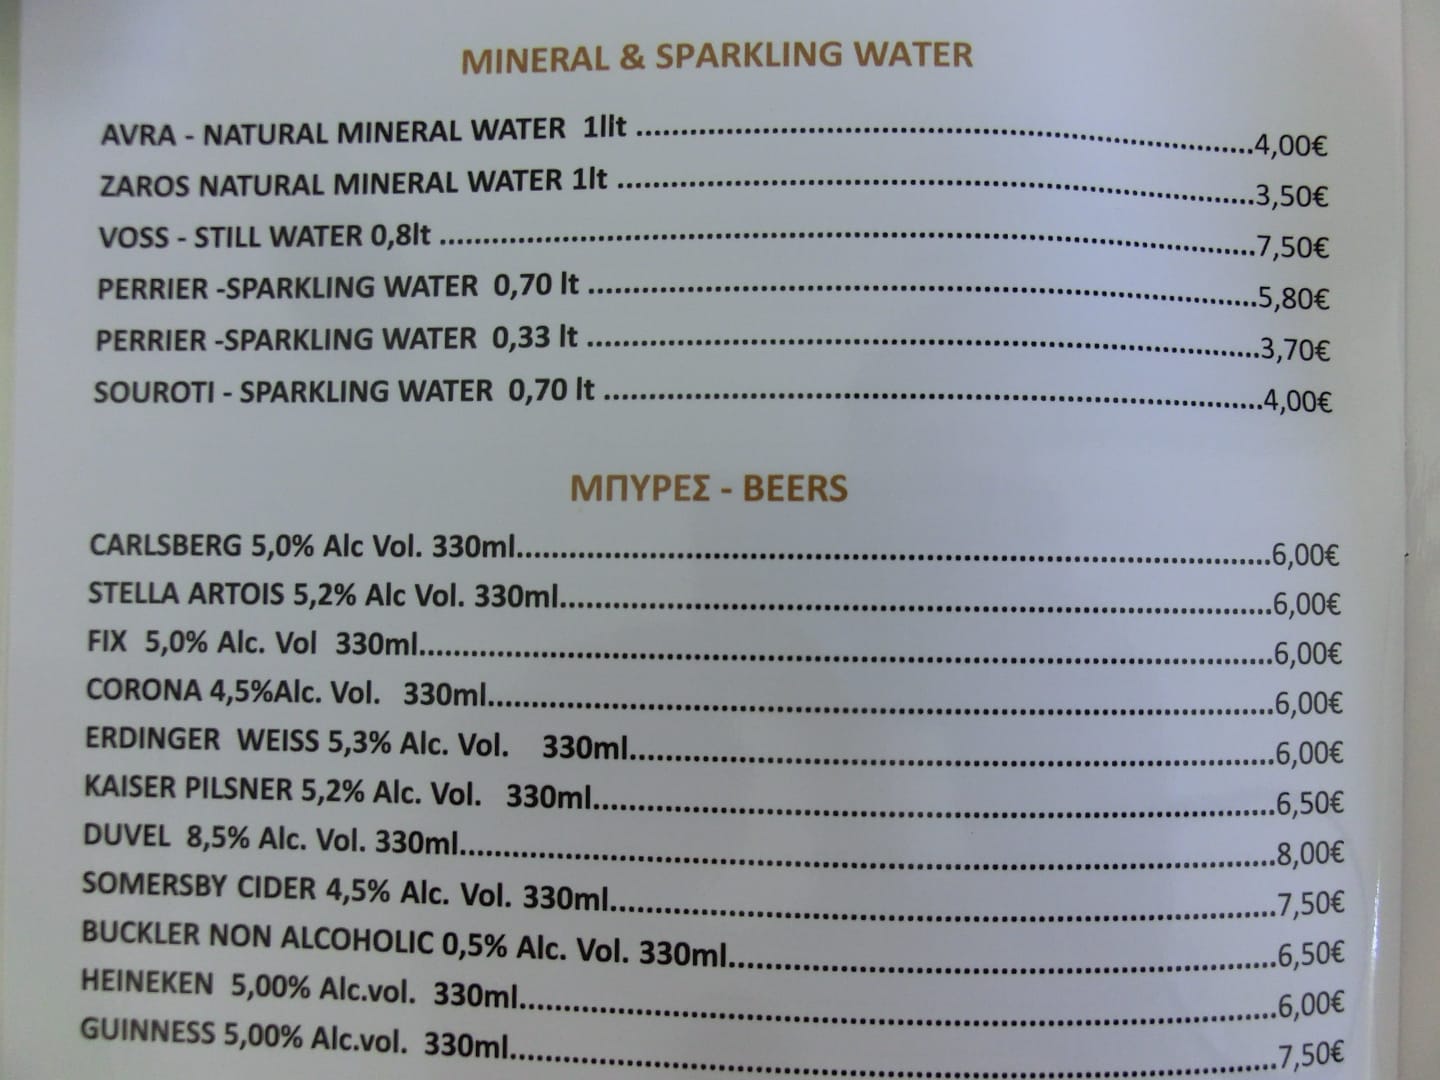 MINERAL & SPARKLING WATER
AVRA - NATURAL MINERAL WATER 1llt ........4,00€
ZAROS NATURAL MINERAL WATER 1lt ........3,50€
VOSS - STILL WATER 0,8lt ........7,50€
PERRIER -SPARKLING WATER 0,70 lt ........5,80€
PERRIER -SPARKLING WATER 0,33 lt ........3,70€
SOUROTI - SPARKLING WATER 0,70 lt ........4,00€
ΜΠΥΡΕΣ - BEERS
CARLSBERG 5,0% Alc Vol. 330ml........6,00€
STELLA ARTOIS 5,2% Alc Vol. 330ml........6,00€
FIX 5,0% Alc. Vol 330ml........6,00€
CORONA 4,5%Alc. Vol. 330ml........6,00€
ERDINGER WEISS 5,3% Alc. Vol. 330ml........6,00€
KAISER PILSNER 5,2% Alc. Vol. 330ml........6,50€
DUVEL 8,5% Alc. Vol. 330ml........8,00€
SOMERSBY CIDER 4,5% Alc. Vol. 330ml........7,50€
BUCKLER NON ALCOHOLIC 0,5% Alc. Vol. 330ml........6,50€
HEINEKEN 5,00% Alc.vol. 330ml........6,00€
GUINNESS 5,00% Alc.vol. 330ml........7,50€